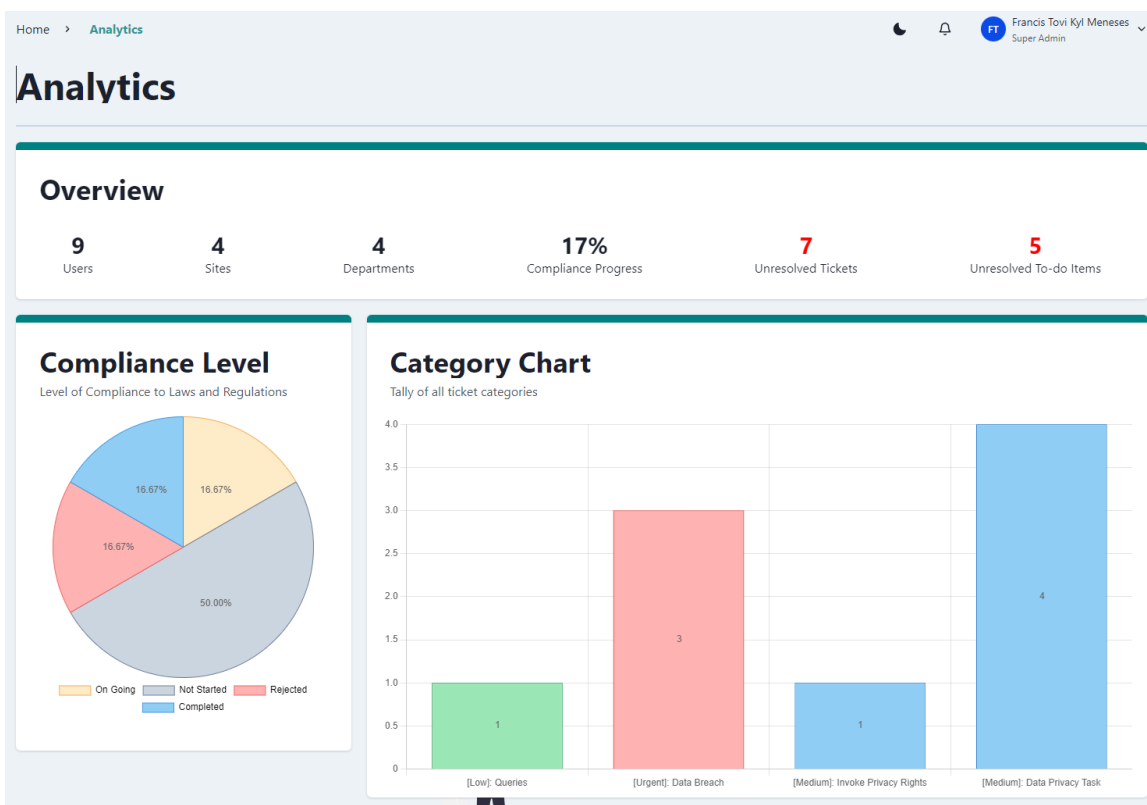 Home > Analytics
FT Francis Tovi Kyl Meneses
Super Admin
Analytics
Overview
9 4 4 17% 7 5
Users Sites Departments Compliance Progress Unresolved Tickets Unresolved To-do Items
Compliance Level
Level of Compliance to Laws and Regulations
16.67% 16.67%
16.67%
50.00%
On Going Not Started Rejected
Completed
Category Chart
Tally of all ticket categories
4.0
3.5
3.0
2.5
2.0
1.5
1.0
0.5
0
1 3 1 4
[Low]: Queries [Urgent]: Data Breach [Medium]: Invoke Privacy Rights [Medium]: Data Privacy Task